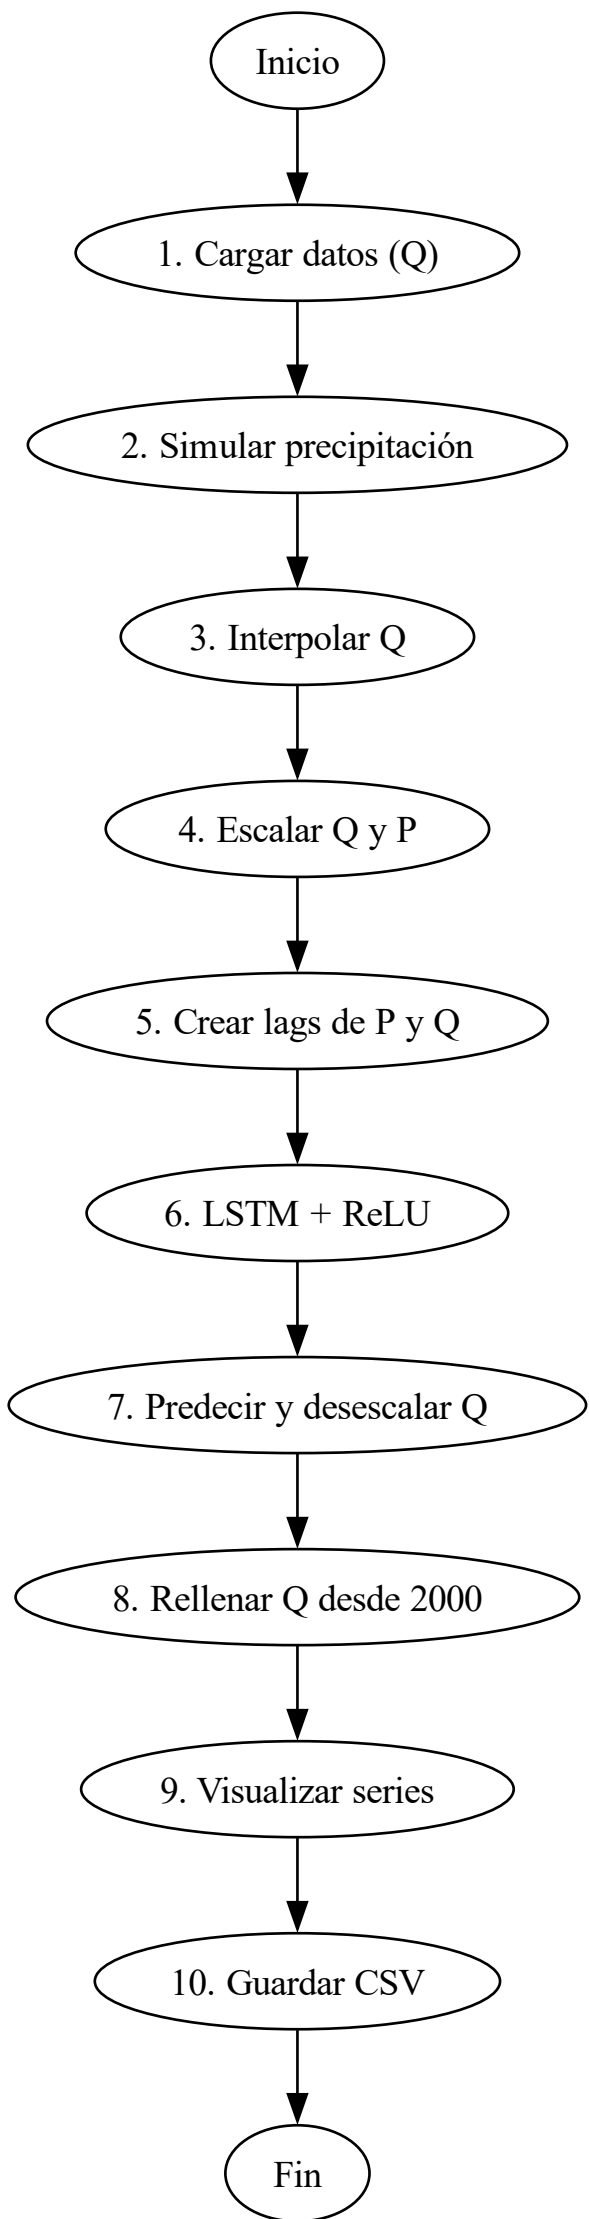 Inicio
1. Cargar datos (Q)
2. Simular precipitación
3. Interpolar Q
4. Escalar Q y P
5. Crear lags de P y Q
6. LSTM + ReLU
7. Predecir y desescalar Q
8. Rellenar Q desde 2000
9. Visualizar series
10. Guardar CSV
Fin